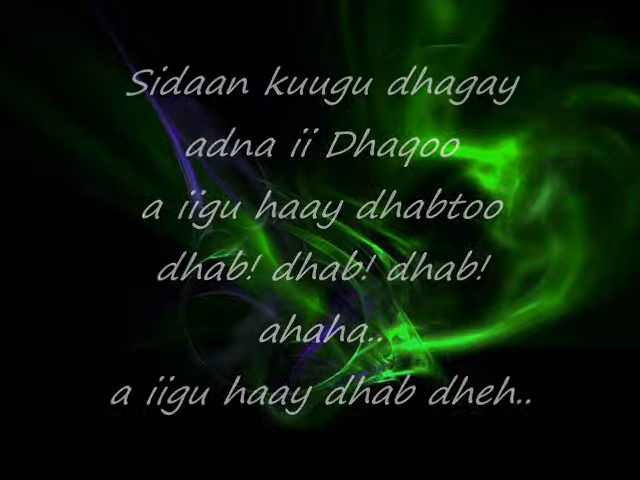 Sidaan kuugu dhagay
adna ii Dhaqoo
a iigu haay dhabtoo
dhab! dhab! dhab!
ahaha..
a iigu haay dhab dheh..